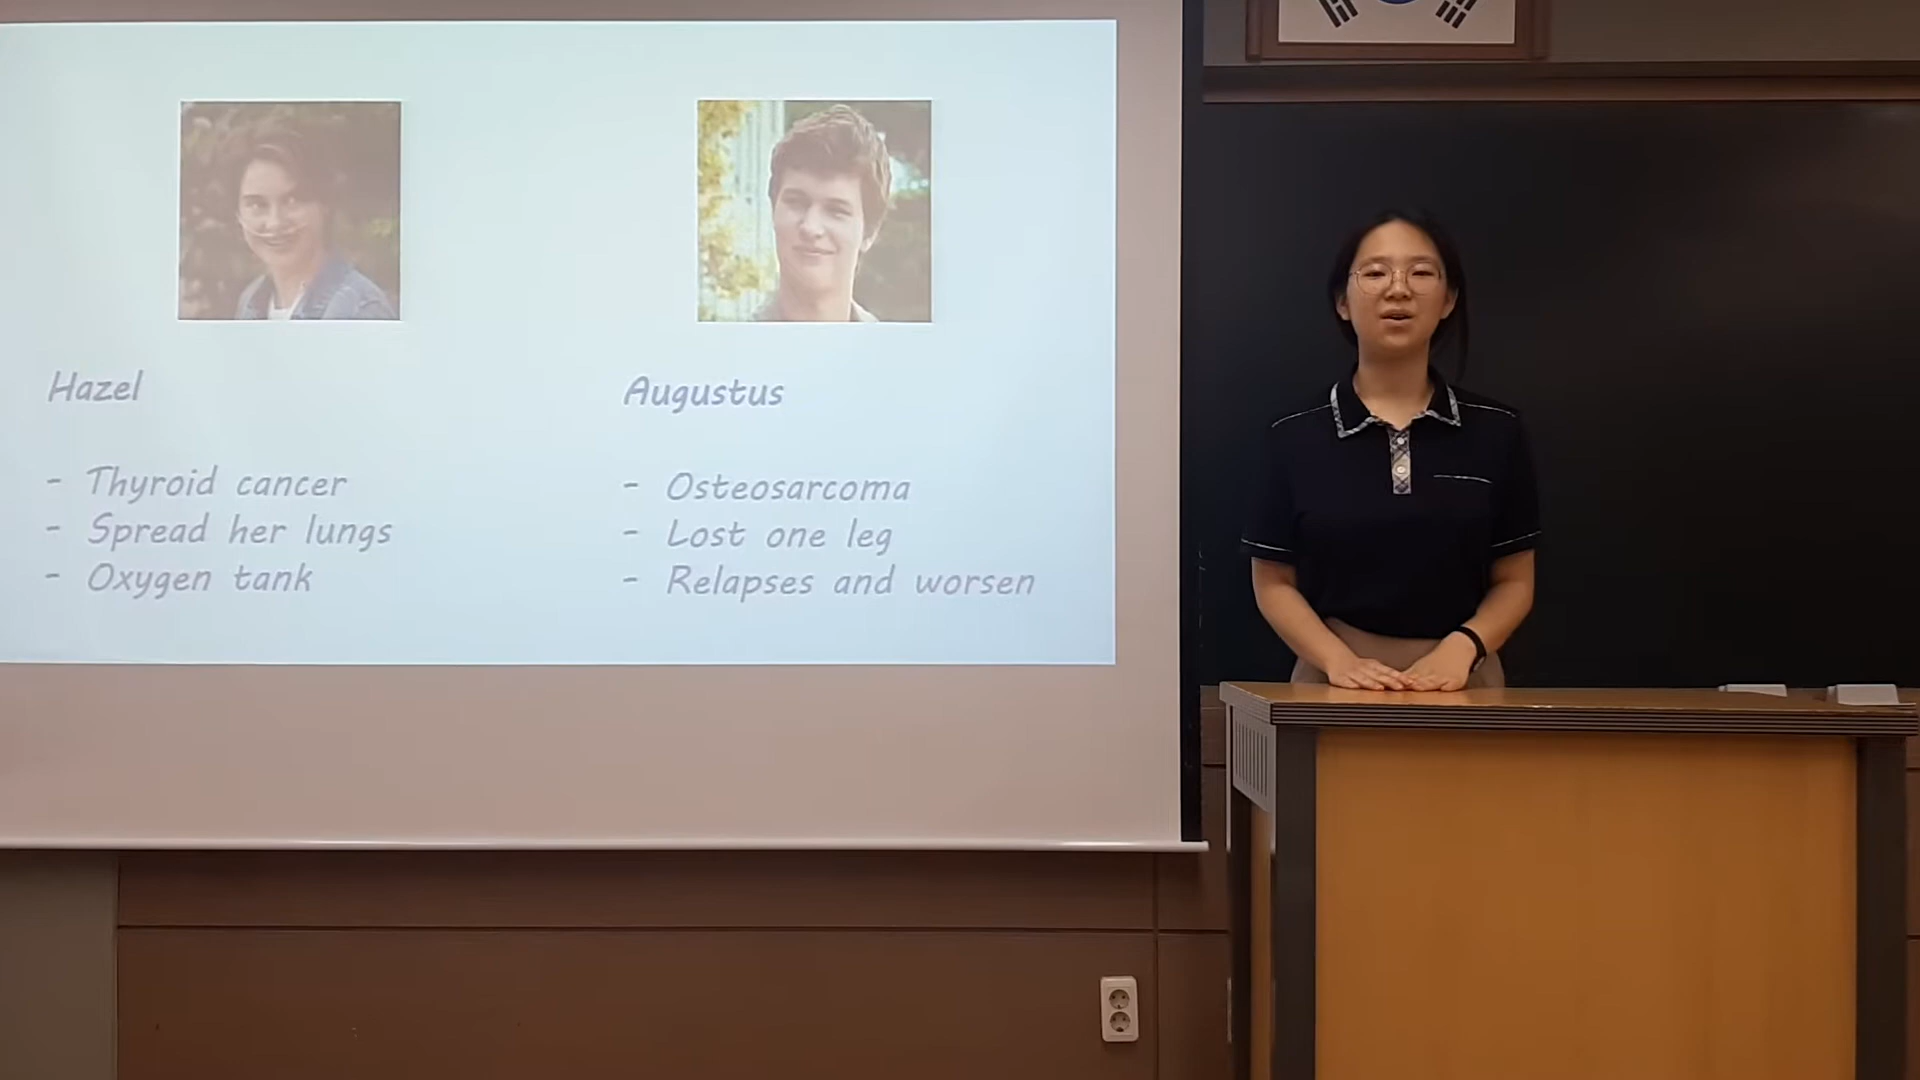 Hazel
- Thyroid cancer
- Spread her lungs
- Oxygen tank
Augustus
- Osteosarcoma
- Lost one leg
- Relapses and worsen